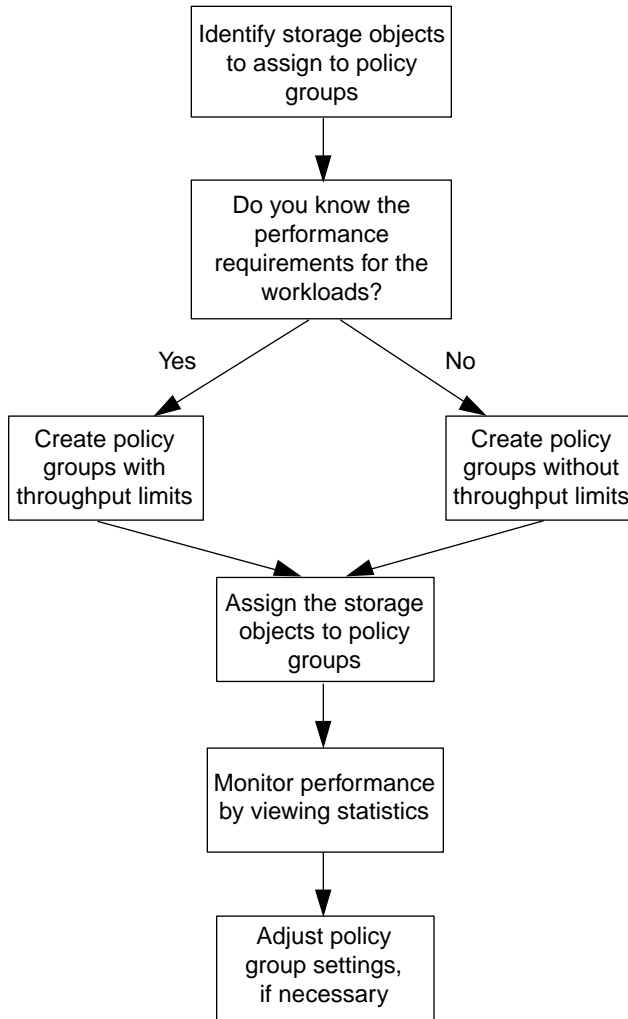 Identify storage objects
to assign to policy
groups
Do you know the
performance
requirements for the
workloads?
Yes
No
Create policy
groups with
throughput limits
Create policy
groups without
throughput limits
Assign the storage
objects to policy
groups
Monitor performance
by viewing statistics
Adjust policy
group settings,
if necessary